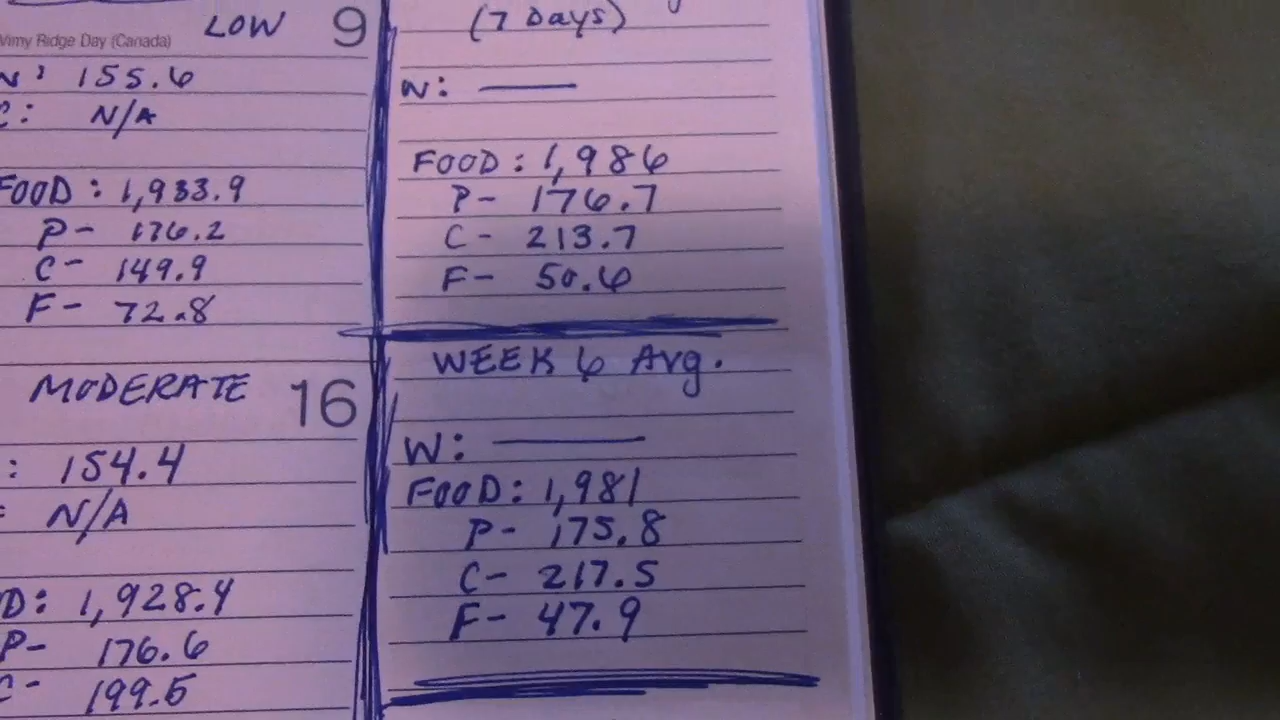 LOW 9
Vimy Ridge Day (Canada)
W: 155.6
C: N/A
FOOD: 1,933.9
P- 176.2
C- 149.9
F- 72.8
MODERATE 16
: 154.4
N/A
D: 1,928.4
P- 176.6
C- 199.5
(7 Days)
W: —
FOOD: 1,986
P- 176.7
C- 213.7
F- 50.6
WEEK 6 Avg.
W: —
FOOD: 1,981
P- 175.8
C- 217.5
F- 47.9